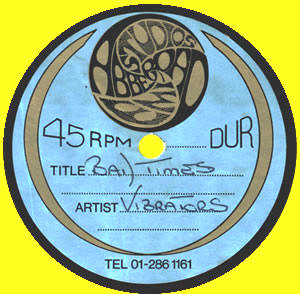 STUDIOS
ABBEY ROAD
45 RPM DUR
TITLE BAD TIMES
ARTIST VIBRATORS
TEL 01-286 1161